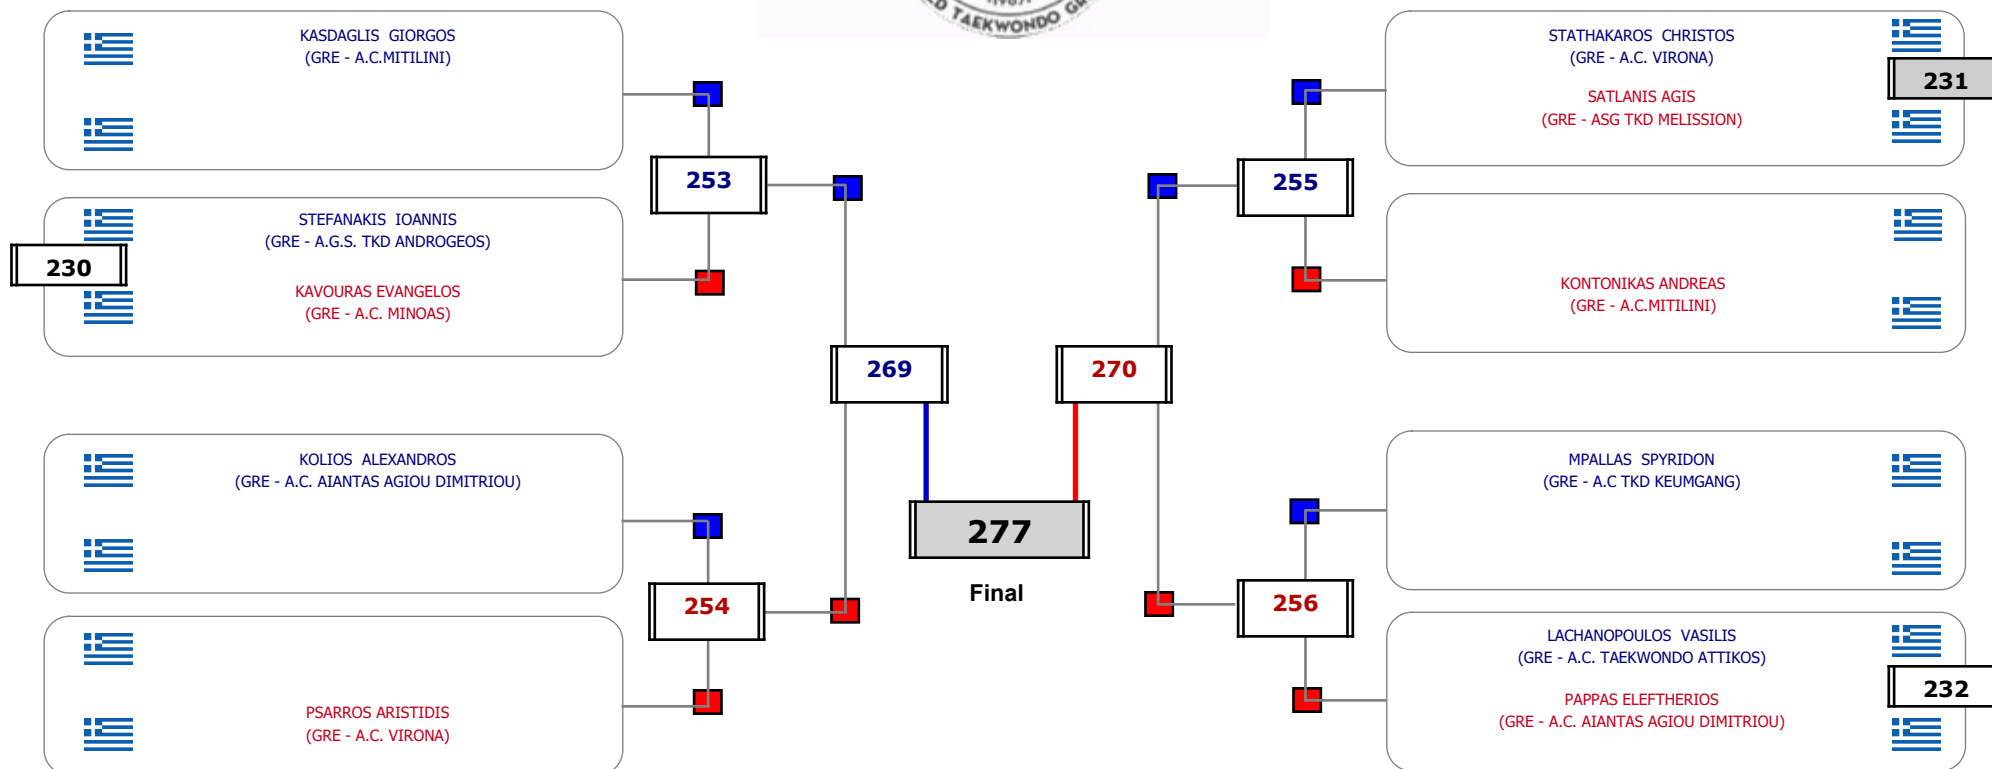 TAEKWONDO
KASDAGLIS GIORGOS
(GRE - A.C.MITILINI)
STEFANAKIS IOANNIS
(GRE - A.G.S. TKD ANDROGEOS)
230
KAVOURAS EVANGELOS
(GRE - A.C. MINOAS)
KOLIOS ALEXANDROS
(GRE - A.C. AIANTAS AGIOU DIMITRIOU)
PSARROS ARISTIDIS
(GRE - A.C. VIRONA)
253
254
269
277
Final
270
255
256
STATHAKAROS CHRISTOS
(GRE - A.C. VIRONA)
231
SATLANIS AGIS
(GRE - ASG TKD MELISSION)
KONTONIKAS ANDREAS
(GRE - A.C.MITILINI)
MPALLAS SPYRIDON
(GRE - A.C TKD KEUMGANG)
LACHANOPOULOS VASILIS
(GRE - A.C. TAEKWONDO ATTIKOS)
232
PAPPAS ELEFTHERIOS
(GRE - A.C. AIANTAS AGIOU DIMITRIOU)